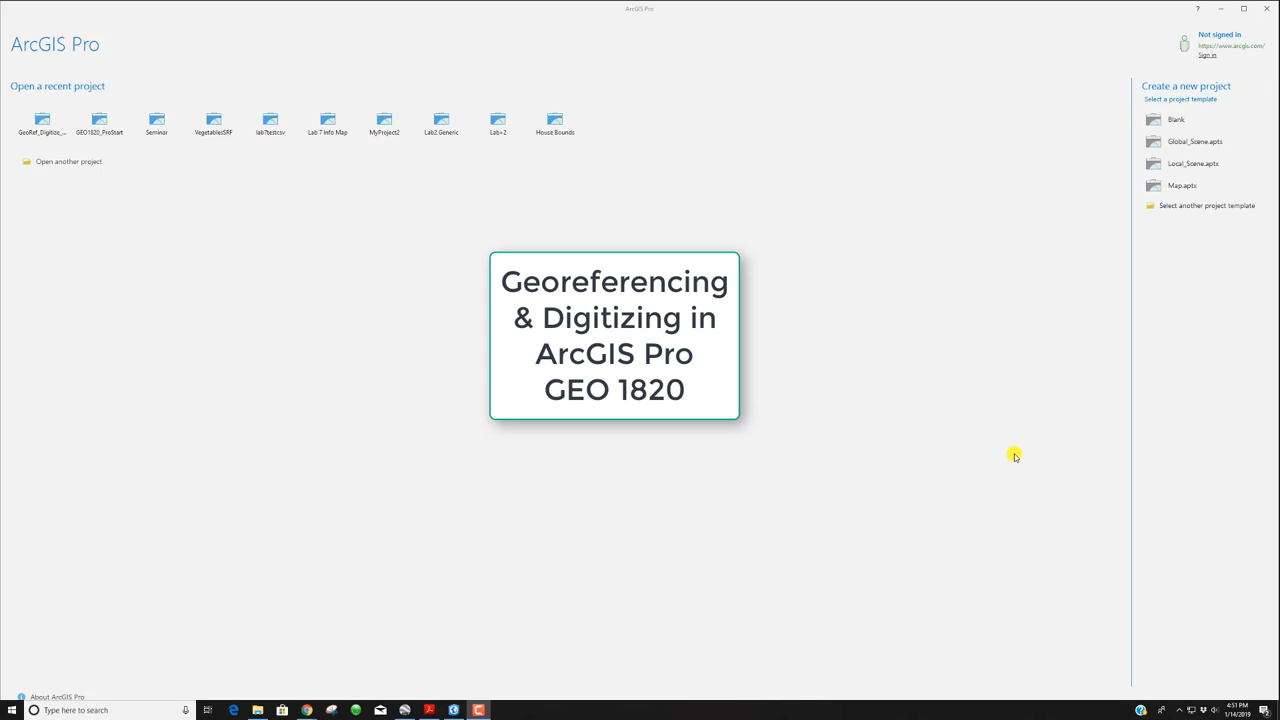 ArcGIS Pro
?
ArcGIS Pro
Not signed in
https://www.arcgis.com/
Sign in
Open a recent project
GeoRef_Digitize_...
GEO1820_ProStart
Seminar
VegetablesSRF
lab7testcsv
Lab 7 Info Map
MyProject2
Lab2 Generic
Lab+2
House Bounds
Open another project
Create a new project
Select a project template
Blank
Global_Scene.aptx
Local_Scene.aptx
Map.aptx
Select another project template
Georeferencing
& Digitizing in
ArcGIS Pro
GEO 1820
About ArcGIS Pro
Type here to search
4:51 PM
1/14/2019